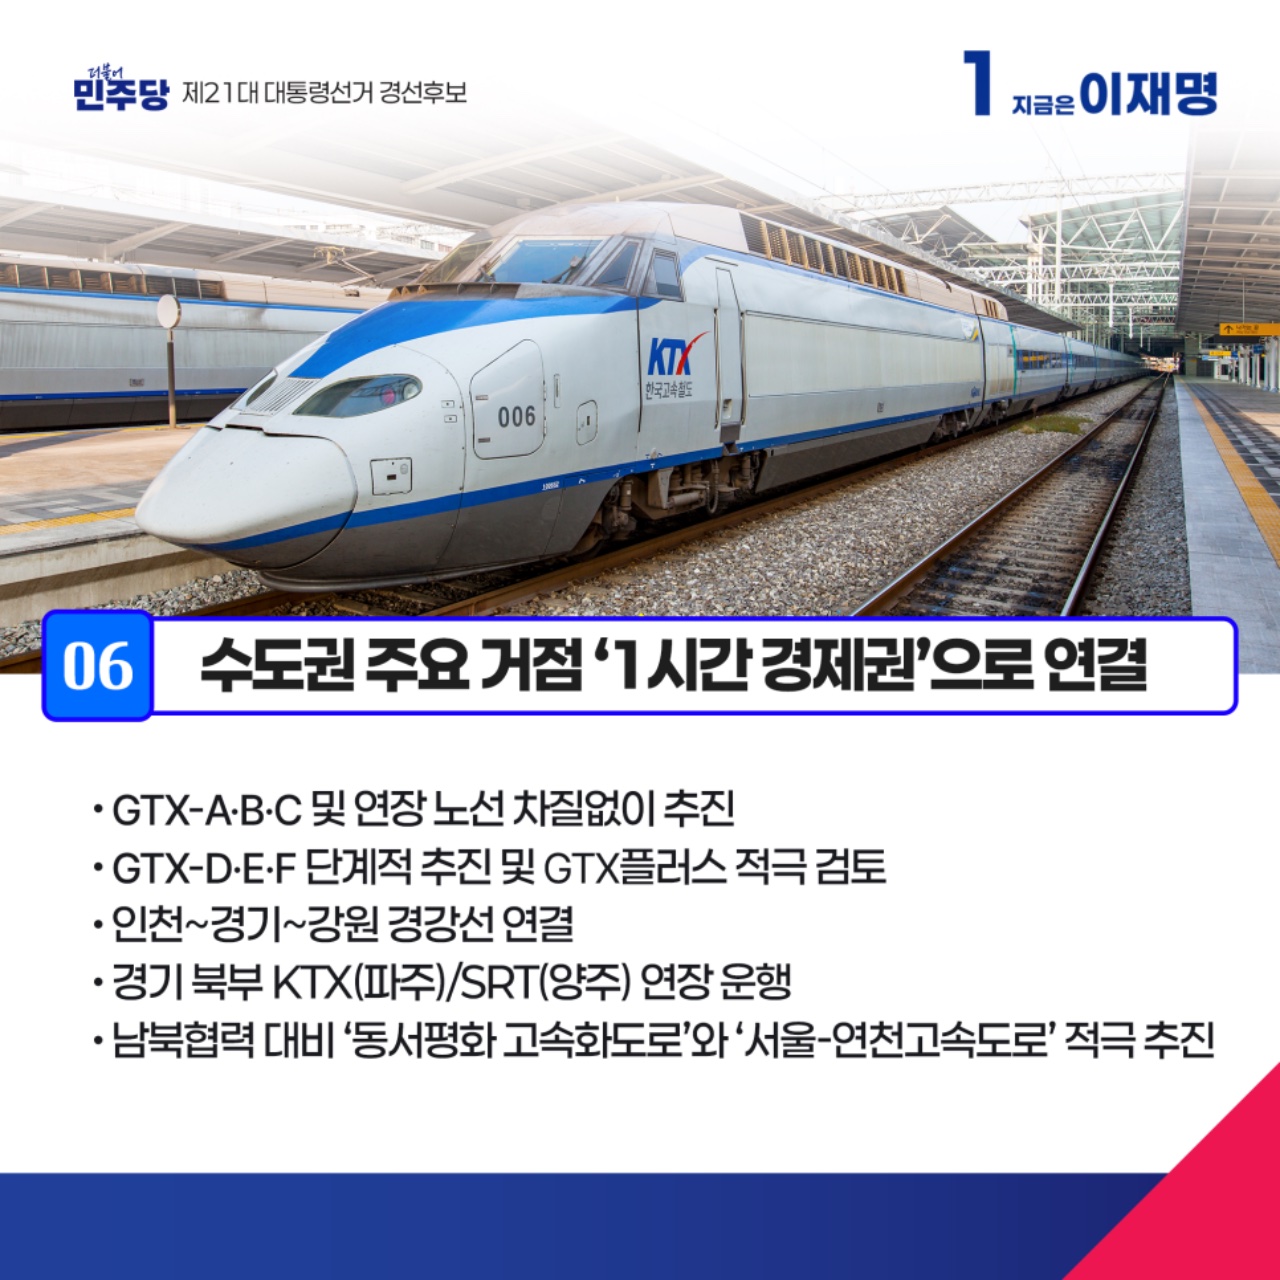 더불어
민주당 제21대 대통령선거 경선후보
1 지금은 이재명
KTX
한국고속철도
006
06 수도권 주요 거점 ‘1시간 경제권’으로 연결
• GTX-A·B·C 및 연장 노선 차질없이 추진
• GTX-D·E·F 단계적 추진 및 GTX플러스 적극 검토
• 인천~경기~강원 경강선 연결
• 경기 북부 KTX(파주)/SRT(양주) 연장 운행
• 남북협력 대비 ‘동서평화 고속화도로’와 ‘서울-연천고속도로’ 적극 추진